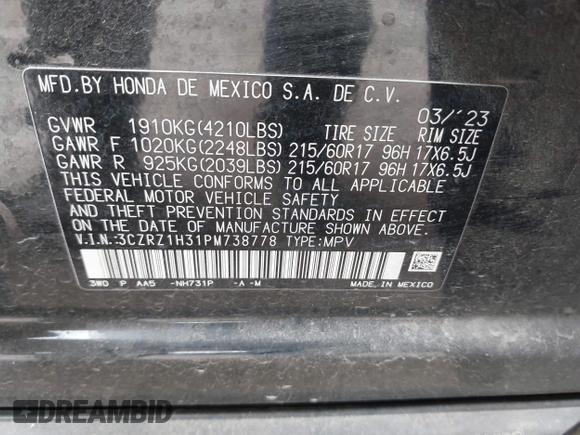 MFD.BY HONDA DE MEXICO S.A. DE C.V.
03/'23
GVWR 1910KG(4210LBS) TIRE SIZE RIM SIZE
GAWR F 1020KG(2248LBS) 215/60R17 96H 17X6.5J
GAWR R 925KG(2039LBS) 215/60R17 96H 17X6.5J
THIS VEHICLE CONFORMS TO ALL APPLICABLE
FEDERAL MOTOR VEHICLE SAFETY
AND THEFT PREVENTION STANDARDS IN EFFECT
ON THE DATE OF MANUFACTURE SHOWN ABOVE.
V.I.N.:3CZRZ1H31PM738778 TYPE:MPV
3W0 P AA5 -NH731P -A -M MADE IN MEXICO
DREAMBID